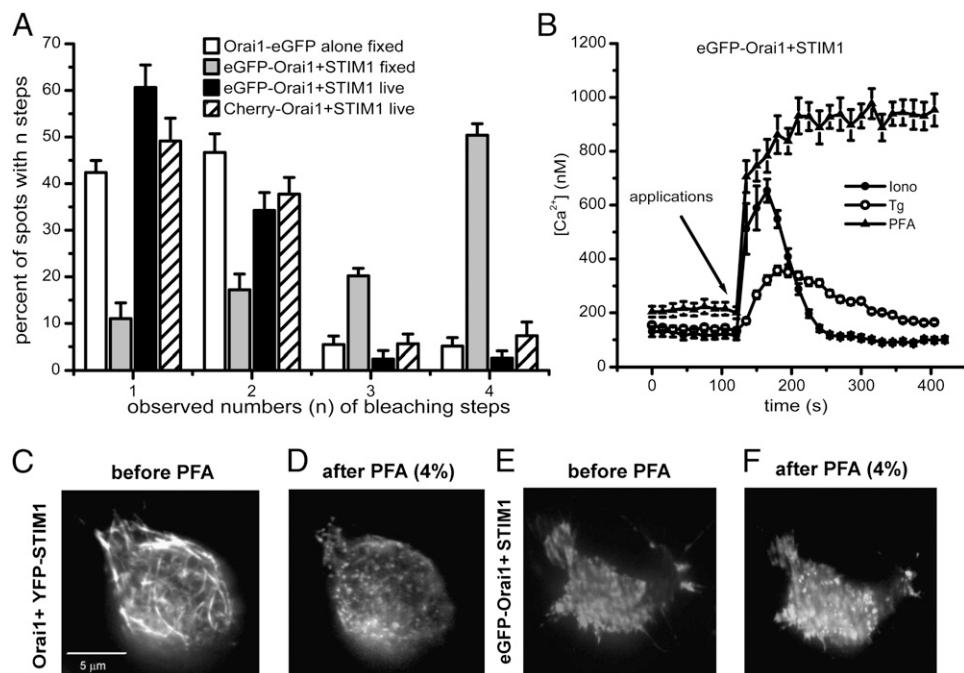 A
percent of spots with n steps
70
60
50
40
30
20
10
0
Orai1-eGFP alone fixed
eGFP-Orai1+STIM1 fixed
eGFP-Orai1+STIM1 live
Cherry-Orai1+STIM1 live
1 2 3 4
observed numbers (n) of bleaching steps
B
eGFP-Orai1+STIM1
[Ca²⁺] (nM)
1200
1000
800
600
400
200
0
applications
Iono
Tg
PFA
0 100 200 300 400
time (s)
C before PFA
D after PFA (4%)
E before PFA
F after PFA (4%)
Orai1+ YFP-STIM1
5 µm
eGFP-Orai1+ STIM1